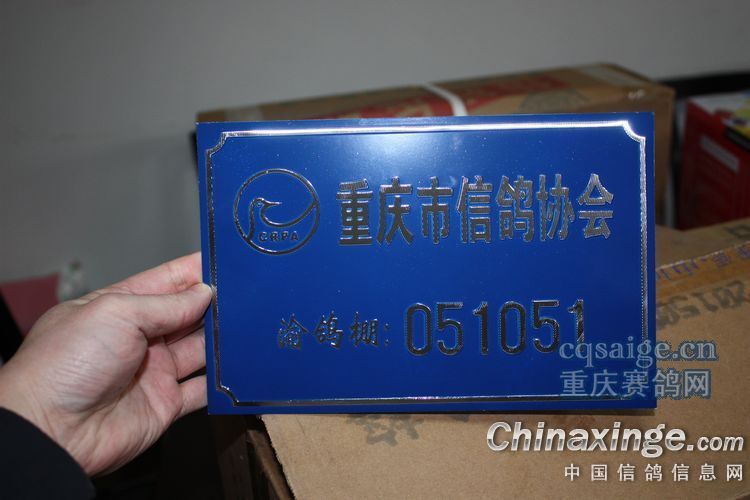 CRPA
重庆市信鸽协会
渝鸽棚: 051051
cqsaige.cn
重庆赛鸽网
Chinaxinge.com
中国信鸽信息网